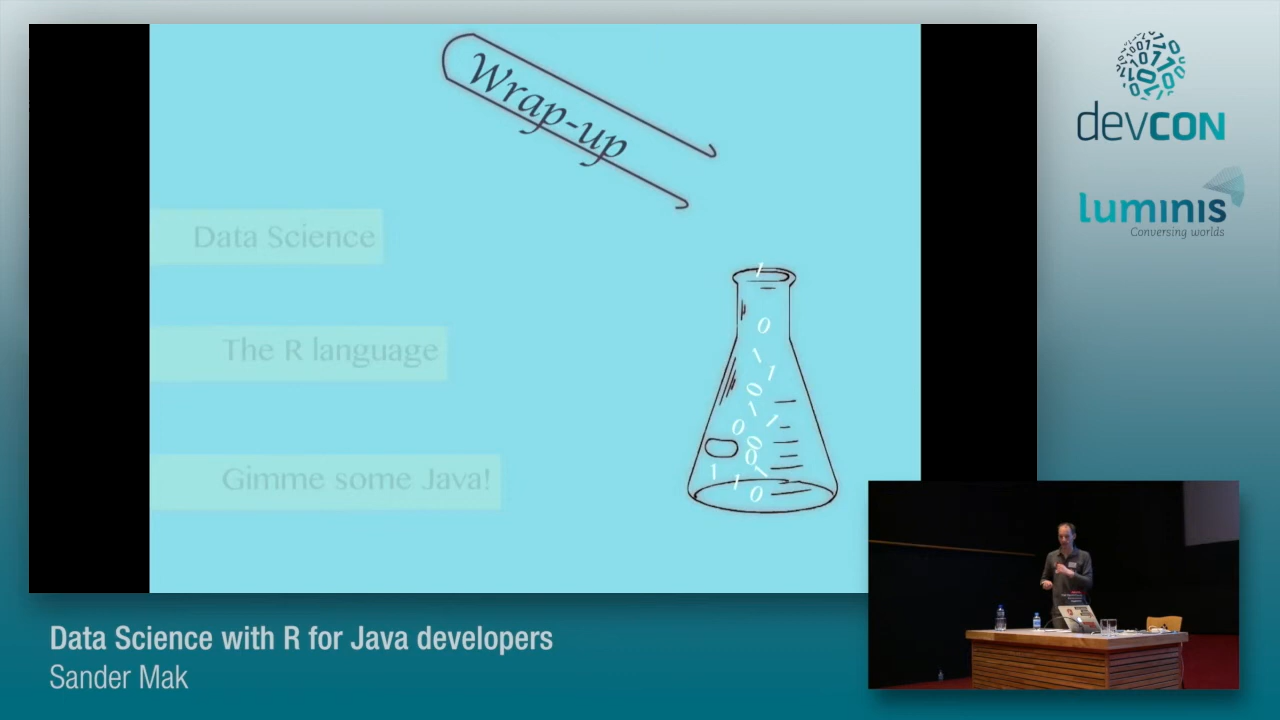 Wrap-up
Data Science
The R language
Gimme some Java!
devCON
luminis
Conversing worlds
Data Science with R for Java developers
Sander Mak